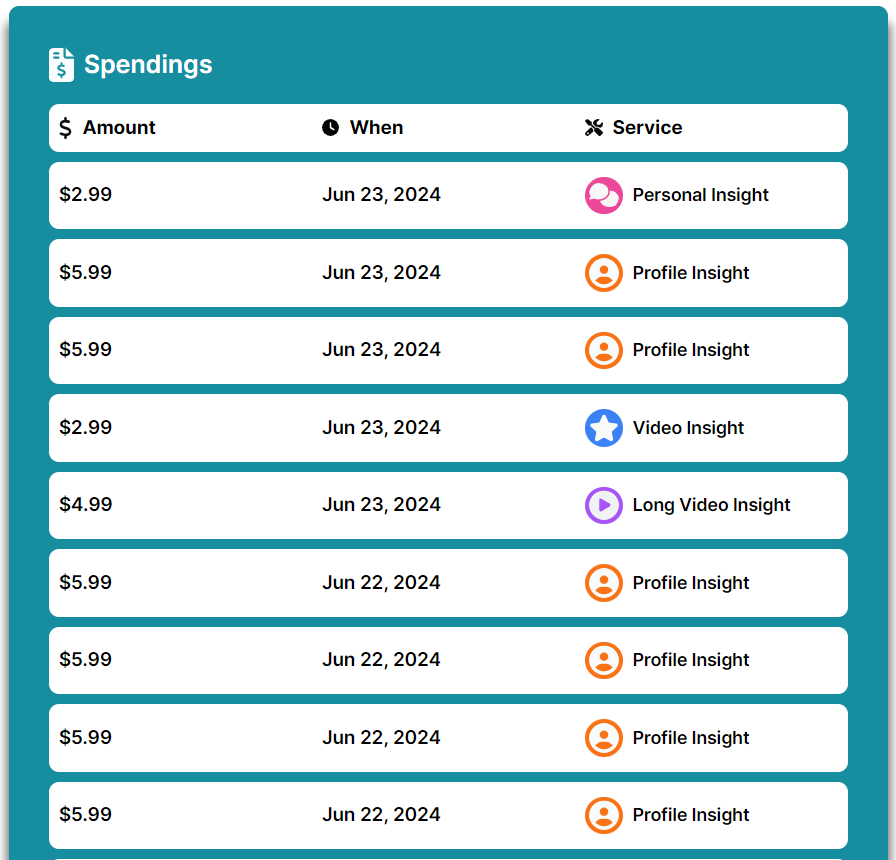 Spendings
$ Amount When Service
$2.99 Jun 23, 2024 Personal Insight
$5.99 Jun 23, 2024 Profile Insight
$5.99 Jun 23, 2024 Profile Insight
$2.99 Jun 23, 2024 Video Insight
$4.99 Jun 23, 2024 Long Video Insight
$5.99 Jun 22, 2024 Profile Insight
$5.99 Jun 22, 2024 Profile Insight
$5.99 Jun 22, 2024 Profile Insight
$5.99 Jun 22, 2024 Profile Insight